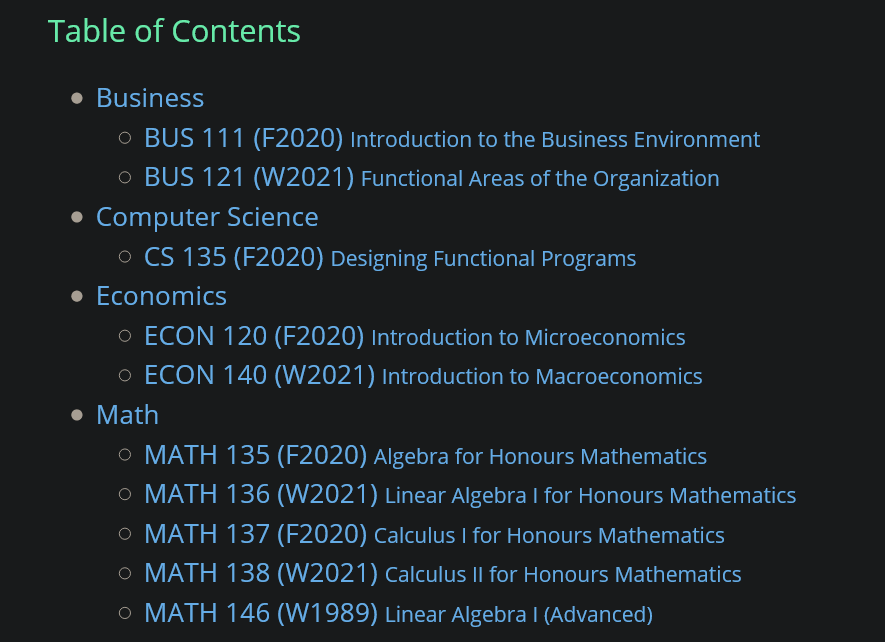 Table of Contents
Business
BUS 111 (F2020) Introduction to the Business Environment
BUS 121 (W2021) Functional Areas of the Organization
Computer Science
CS 135 (F2020) Designing Functional Programs
Economics
ECON 120 (F2020) Introduction to Microeconomics
ECON 140 (W2021) Introduction to Macroeconomics
Math
MATH 135 (F2020) Algebra for Honours Mathematics
MATH 136 (W2021) Linear Algebra I for Honours Mathematics
MATH 137 (F2020) Calculus I for Honours Mathematics
MATH 138 (W2021) Calculus II for Honours Mathematics
MATH 146 (W1989) Linear Algebra I (Advanced)